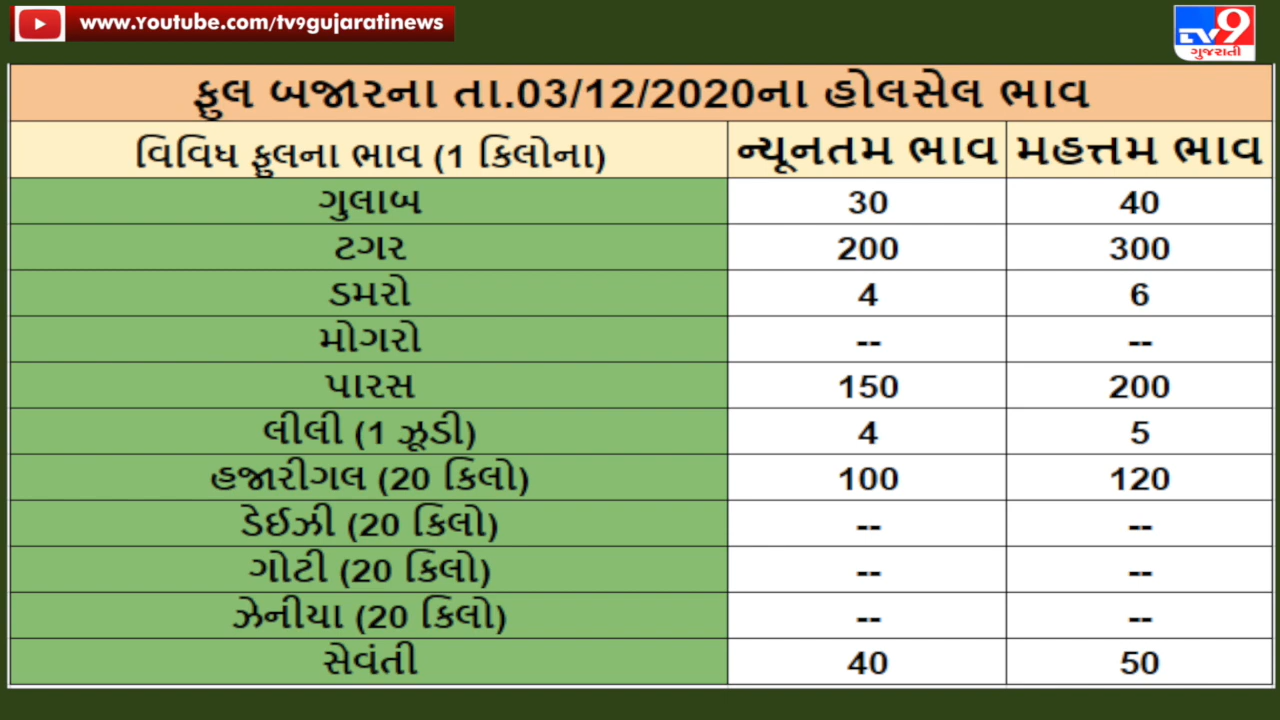 www.Youtube.com/tv9gujaratinews
tv9
ગુજરાતી
ફુલ બજારના તા.03/12/2020ના હોલસેલ ભાવ
વિવિધ ફુલના ભાવ (1 કિલોના) ન્યૂનતમ ભાવ મહત્તમ ભાવ
ગુલાબ 30 40
ટગર 200 300
ડમરો 4 6
મોગરો -- --
પારસ 150 200
લીલી (1 ઝૂડી) 4 5
હજારીગલ (20 કિલો) 100 120
ડેઈઝી (20 કિલો) -- --
ગોટી (20 કિલો) -- --
ઝેનીયા (20 કિલો) -- --
સેવંતી 40 50